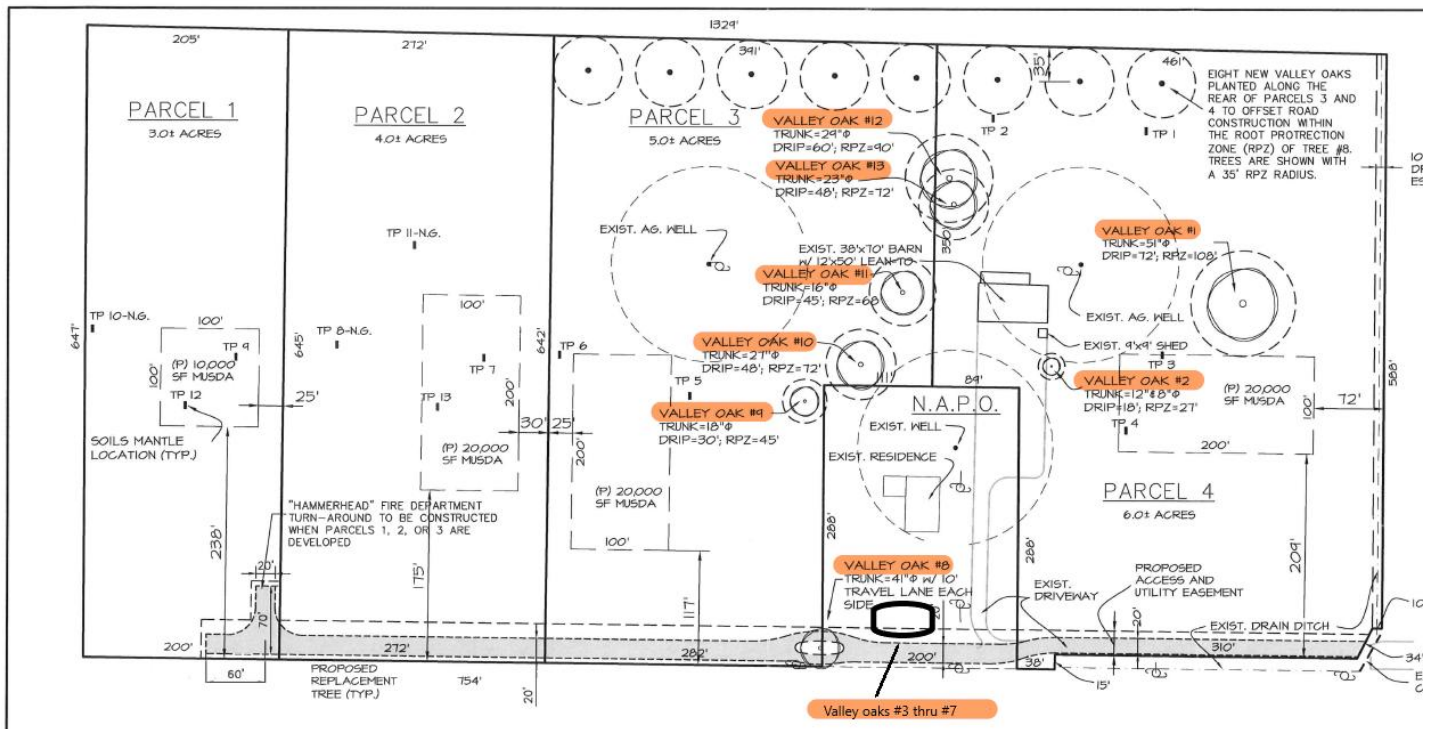 1329'
205'
272'
391'
461'
35'
PARCEL 1
3.0± ACRES
PARCEL 2
4.0± ACRES
PARCEL 3
5.0± ACRES
VALLEY OAK #12
TRUNK=29"Φ
DRIP=60'; RPZ=90'
VALLEY OAK #13
TRUNK=23"Φ
DRIP=48'; RPZ=72'
TP 2
TP 1
EIGHT NEW VALLEY OAKS
PLANTED ALONG THE
REAR OF PARCELS 3 AND
4 TO OFFSET ROAD
CONSTRUCTION WITHIN
THE ROOT PROTRECTION
ZONE (RPZ) OF TREE #8.
TREES ARE SHOWN WITH
A 35' RPZ RADIUS.
10
DR
ES
TP 11-N.G.
EXIST. AG. WELL
350'
EXIST. 38'x70' BARN
w/ 12'x50' LEAN-TO
VALLEY OAK #11
TRUNK=16"Φ
DRIP=45'; RPZ=68'
VALLEY OAK #1
TRUNK=51"Φ
DRIP=72'; RPZ=108'
EXIST. AG. WELL
EXIST. 9'x9' SHED
TP 10-N.G.
647'
100'
TP 9
(P) 10,000
SF MUSDA
100'
TP 12
25'
645'
TP 8-N.G.
100'
TP 7
200'
TP 13
(P) 20,000
SF MUSDA
642'
TP 6
30'
25'
200'
TP 5
(P) 20,000
SF MUSDA
100'
VALLEY OAK #10
TRUNK=27"Φ
DRIP=48'; RPZ=72'
VALLEY OAK #9
TRUNK=18"Φ
DRIP=30'; RPZ=45'
111'
89'
N.A.P.O.
EXIST. WELL
EXIST. RESIDENCE
TP 3
VALLEY OAK #2
TRUNK=12"&8"Φ
DRIP=18'; RPZ=27'
TP 4
(P) 20,000
SF MUSDA
100'
200'
72'
588'
SOILS MANTLE
LOCATION (TYP.)
"HAMMERHEAD" FIRE DEPARTMENT
TURN-AROUND TO BE CONSTRUCTED
WHEN PARCELS 1, 2, OR 3 ARE
DEVELOPED
238'
20'
70'
175'
117'
288'
288'
PARCEL 4
6.0± ACRES
209'
VALLEY OAK #8
TRUNK=41"Φ w/ 10'
TRAVEL LANE EACH
SIDE
EXIST.
DRIVEWAY
PROPOSED
ACCESS AND
UTILITY EASEMENT
20'
EXIST. DRAIN DITCH
10
200'
60'
272'
282'
200'
38'
310'
15'
34'
PROPOSED
REPLACEMENT
TREE (TYP.)
754'
20'
Valley oaks #3 thru #7